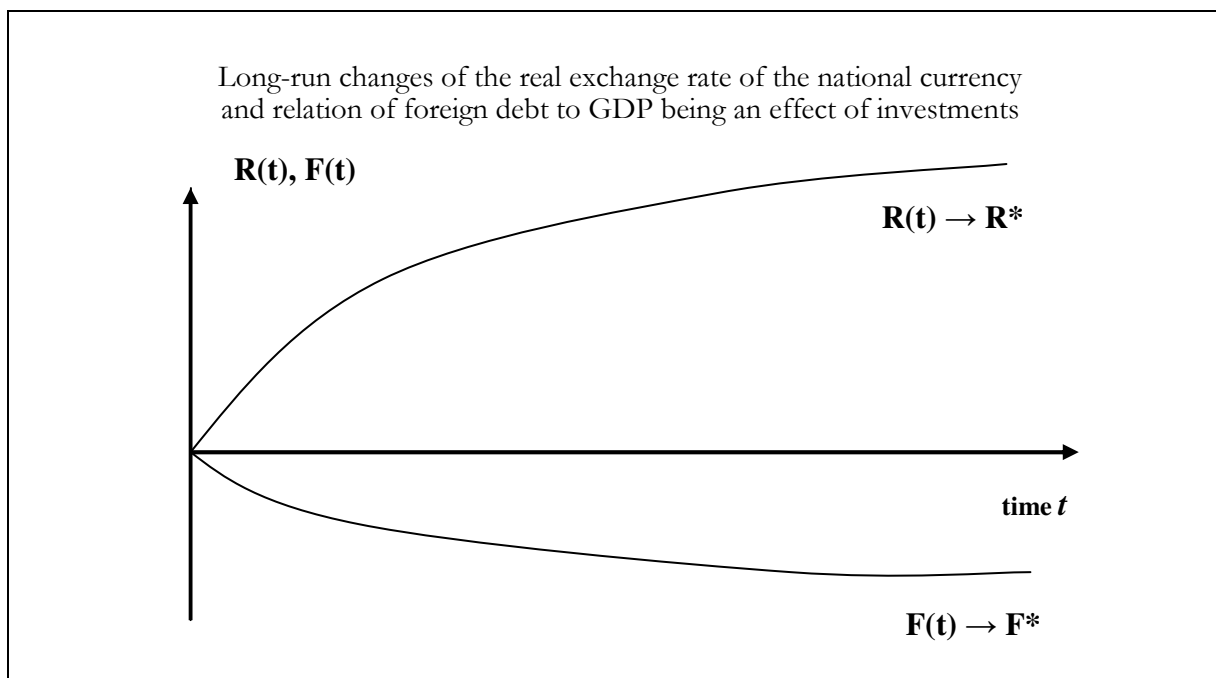 Long-run changes of the real exchange rate of the national currency
and relation of foreign debt to GDP being an effect of investments
R(t), F(t)
R(t) → R*
time t
F(t) → F*